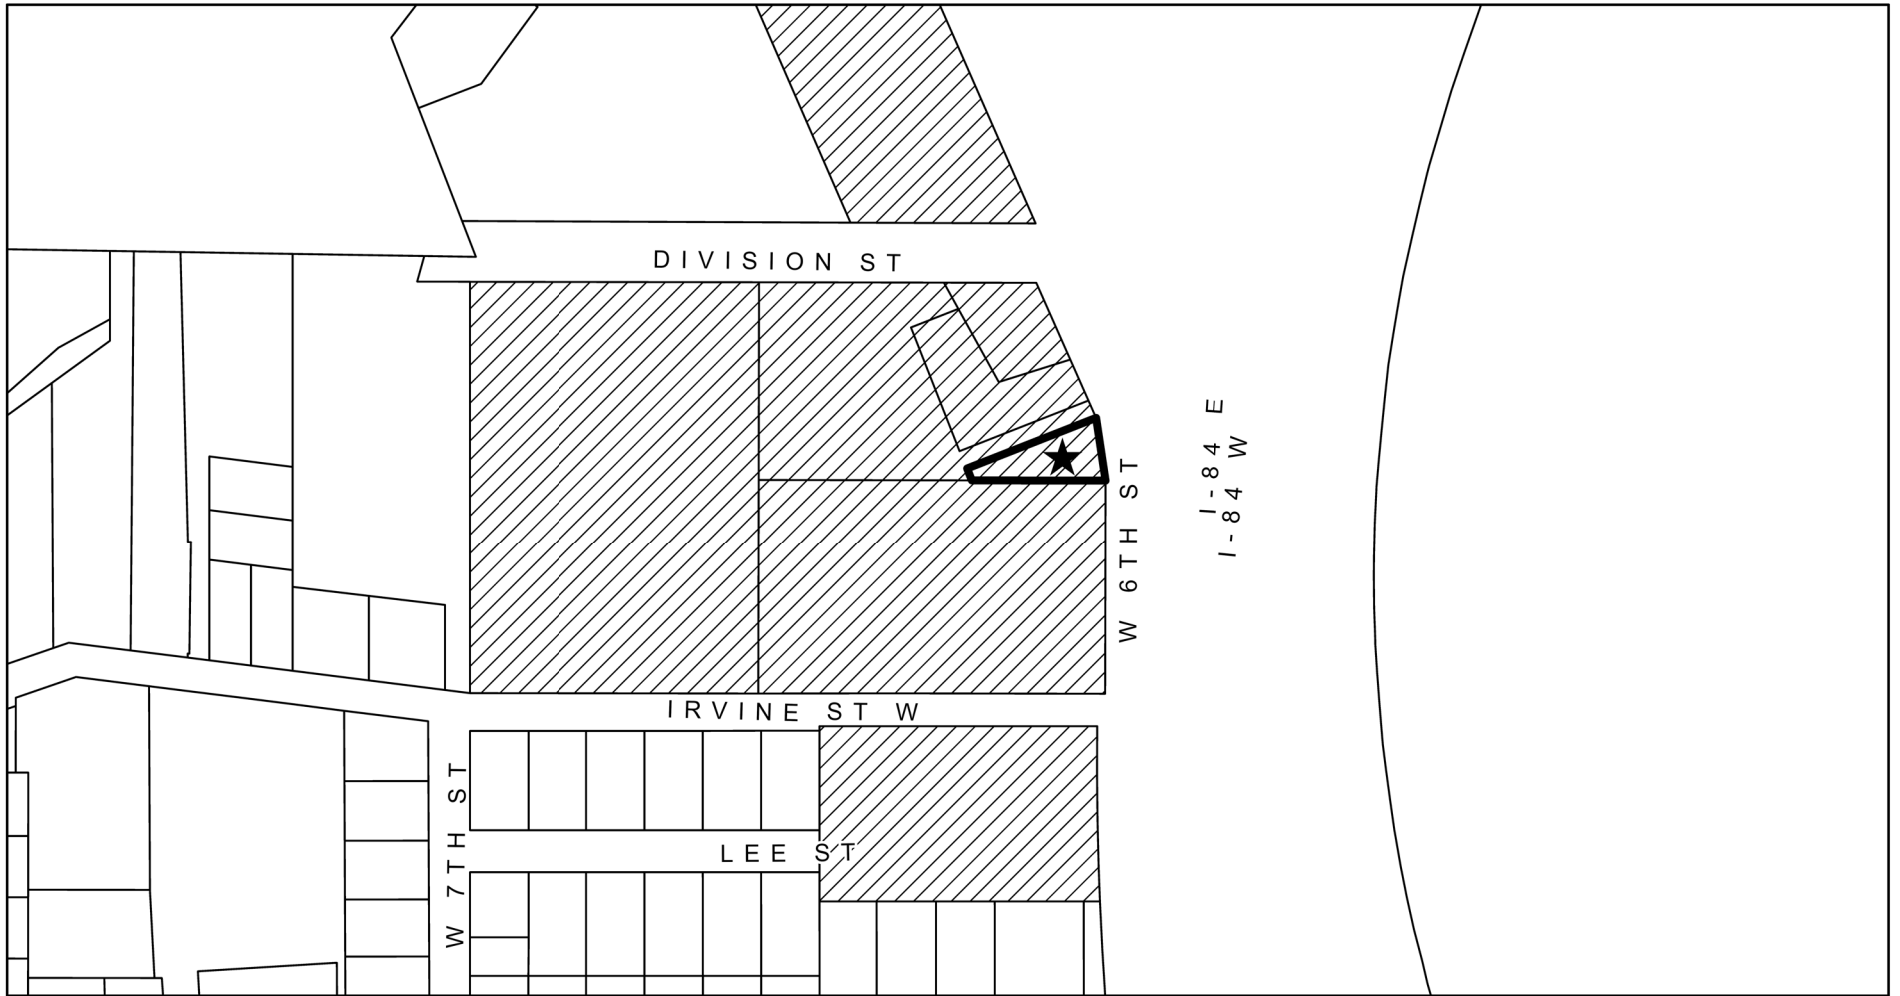 DIVISION ST
I-84 E
I-84 W
W 6TH ST
IRVINE ST W
W 7TH ST
LEE ST